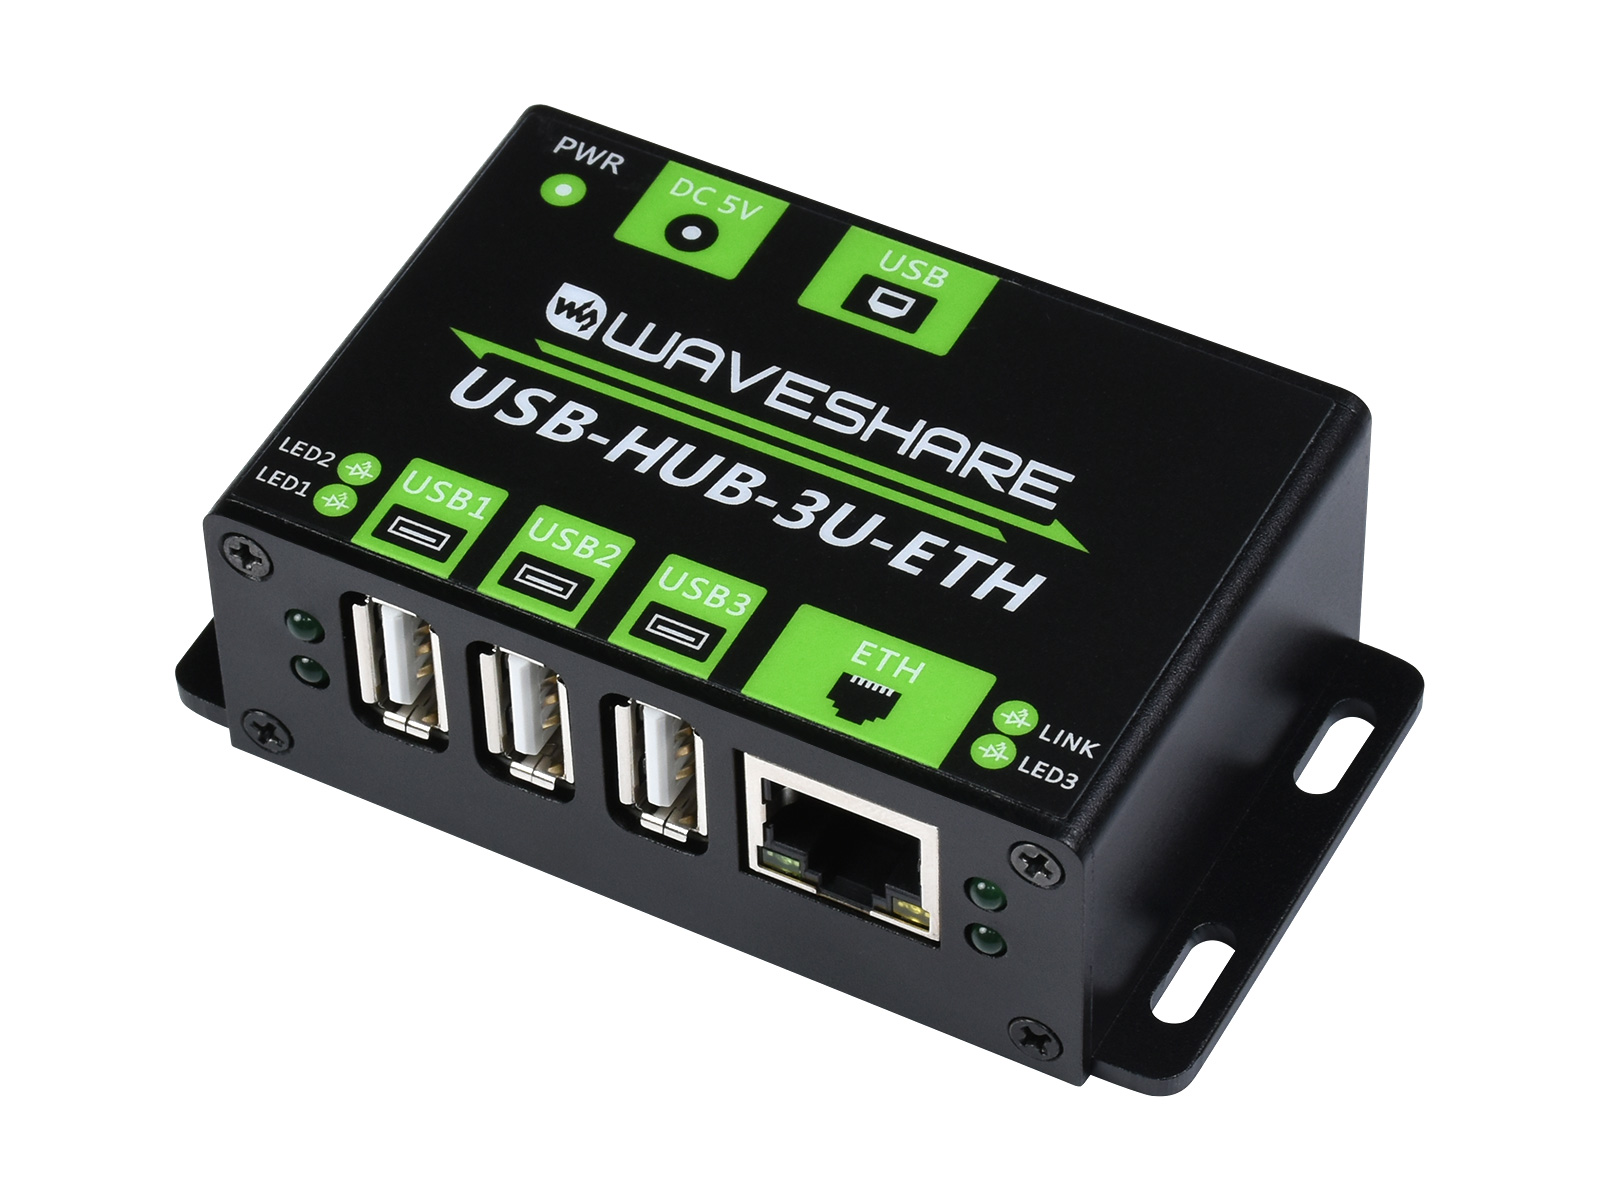 PWR
DC 5V
USB
WAVESHARE
USB-HUB-3U-ETH
LED2
LED1
USB1
USB2
USB3
ETH
LINK
LED3